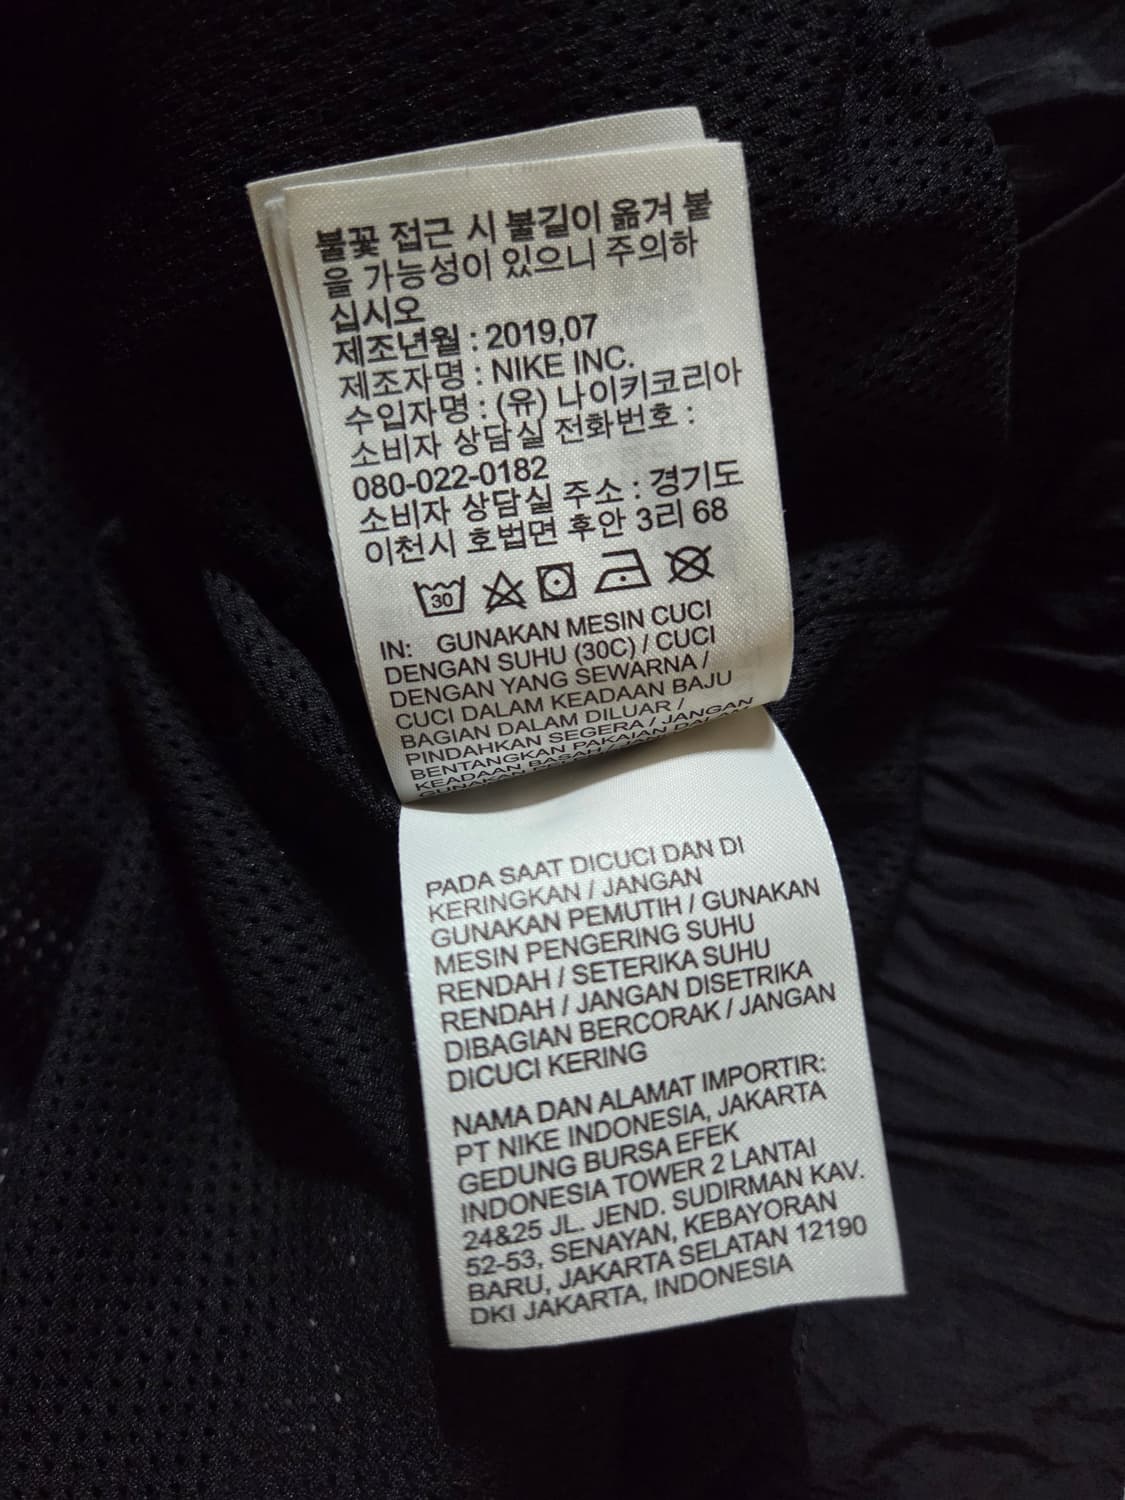 불꽃 접근 시 불길이 옮겨 붙
을 가능성이 있으니 주의하
십시오
제조년월 : 2019,07
제조자명 : NIKE INC.
수입자명 : (유) 나이키코리아
소비자 상담실 전화번호 :
080-022-0182
소비자 상담실 주소 : 경기도
이천시 호법면 후안 3리 68
30
IN: GUNAKAN MESIN CUCI
DENGAN SUHU (30C) / CUCI
DENGAN YANG SEWARNA /
CUCI DALAM KEADAAN BAJU
BAGIAN DALAM DILUAR /
PINDAHKAN SEGERA / JANGAN
BENTANGKAN PAKAIAN DALAM
KEADAAN BASAH /
GUNAKAN
PADA SAAT DICUCI DAN DI
KERINGKAN / JANGAN
GUNAKAN PEMUTIH / GUNAKAN
MESIN PENGERING SUHU
RENDAH / SETERIKA SUHU
RENDAH / JANGAN DISETRIKA
DIBAGIAN BERCORAK / JANGAN
DICUCI KERING
NAMA DAN ALAMAT IMPORTIR:
PT NIKE INDONESIA, JAKARTA
GEDUNG BURSA EFEK
INDONESIA TOWER 2 LANTAI
24&25 JL. JEND. SUDIRMAN KAV.
52-53, SENAYAN, KEBAYORAN
BARU, JAKARTA SELATAN 12190
DKI JAKARTA, INDONESIA